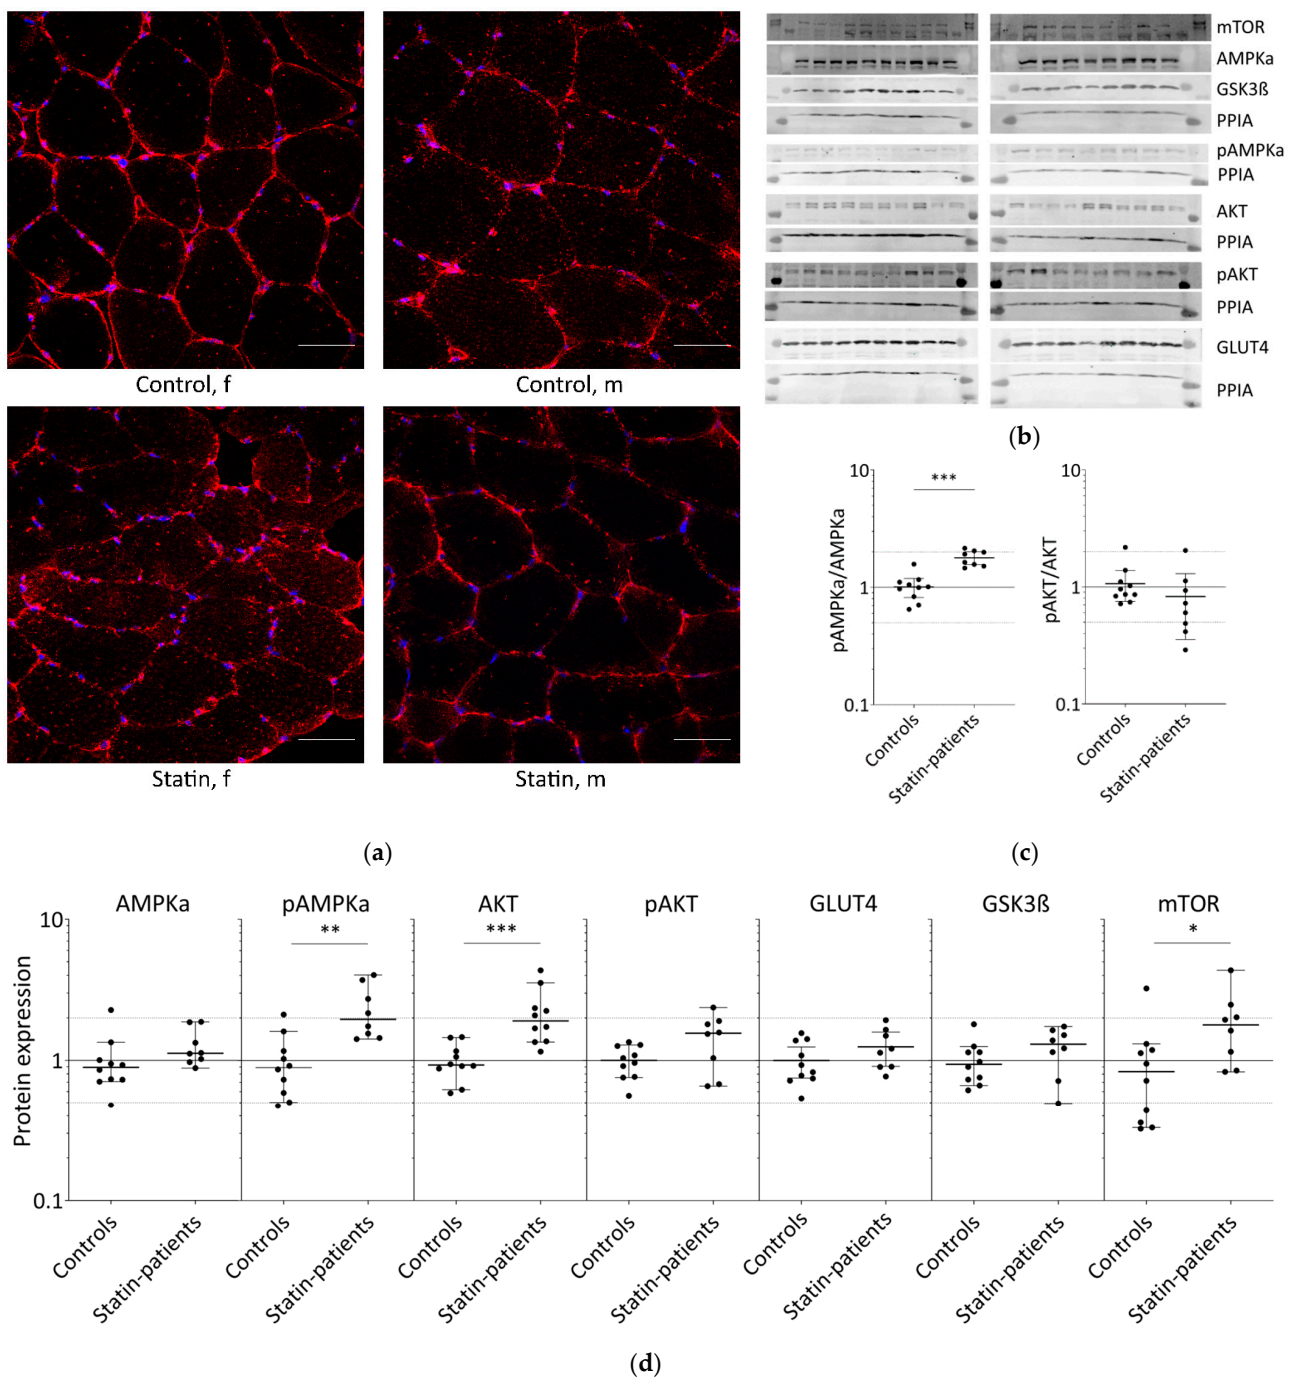 Control, f
Control, m
Statin, f
Statin, m
(a)
mTOR
AMPKa
GSK3ß
PPIA
pAMPKa
PPIA
AKT
PPIA
pAKT
PPIA
GLUT4
PPIA
(b)
pAMPKa/AMPKa
10
1
0.1
***
Controls
Statin-patients
pAKT/AKT
10
1
0.1
Controls
Statin-patients
(c)
Protein expression
10
1
0.1
AMPKa
pAMPKa
AKT
pAKT
GLUT4
GSK3ß
mTOR
**
***
*
Controls
Statin-patients
Controls
Statin-patients
Controls
Statin-patients
Controls
Statin-patients
Controls
Statin-patients
Controls
Statin-patients
Controls
Statin-patients
(d)